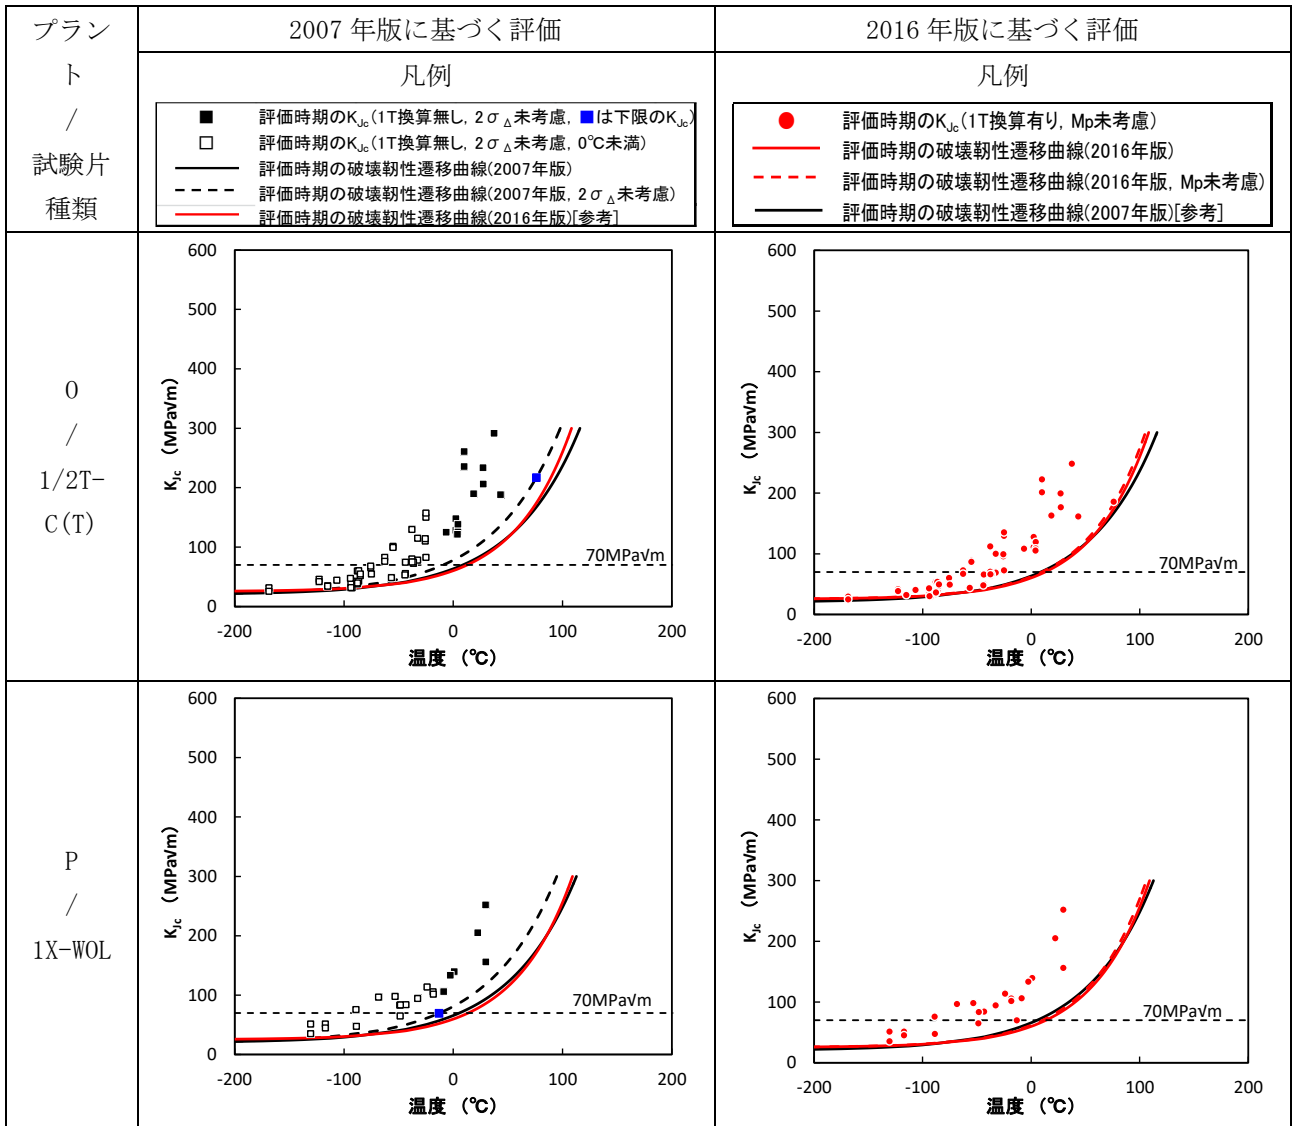 プラン
ト
/
試験片
種類
2007 年版に基づく評価
2016 年版に基づく評価
凡例
評価時期のKJc(1T換算無し, 2σΔ未考慮, ■は下限のKJc)
評価時期のKJc(1T換算無し, 2σΔ未考慮, 0℃未満)
評価時期の破壊靭性遷移曲線(2007年版)
評価時期の破壊靭性遷移曲線(2007年版, 2σΔ未考慮)
評価時期の破壊靭性遷移曲線(2016年版)[参考]
凡例
評価時期のKJc(1T換算有り, Mp未考慮)
評価時期の破壊靭性遷移曲線(2016年版)
評価時期の破壊靭性遷移曲線(2016年版, Mp未考慮)
評価時期の破壊靭性遷移曲線(2007年版)[参考]
O
/
1/2T-
C(T)
KJc (MPa√m)
600
500
400
300
200
100
0
70MPa√m
-200 -100 0 100 200
温度 (℃)
KJc (MPa√m)
600
500
400
300
200
100
0
70MPa√m
-200 -100 0 100 200
温度 (℃)
P
/
1X-WOL
KJc (MPa√m)
600
500
400
300
200
100
0
70MPa√m
-200 -100 0 100 200
温度 (℃)
KJc (MPa√m)
600
500
400
300
200
100
0
70MPa√m
-200 -100 0 100 200
温度 (℃)